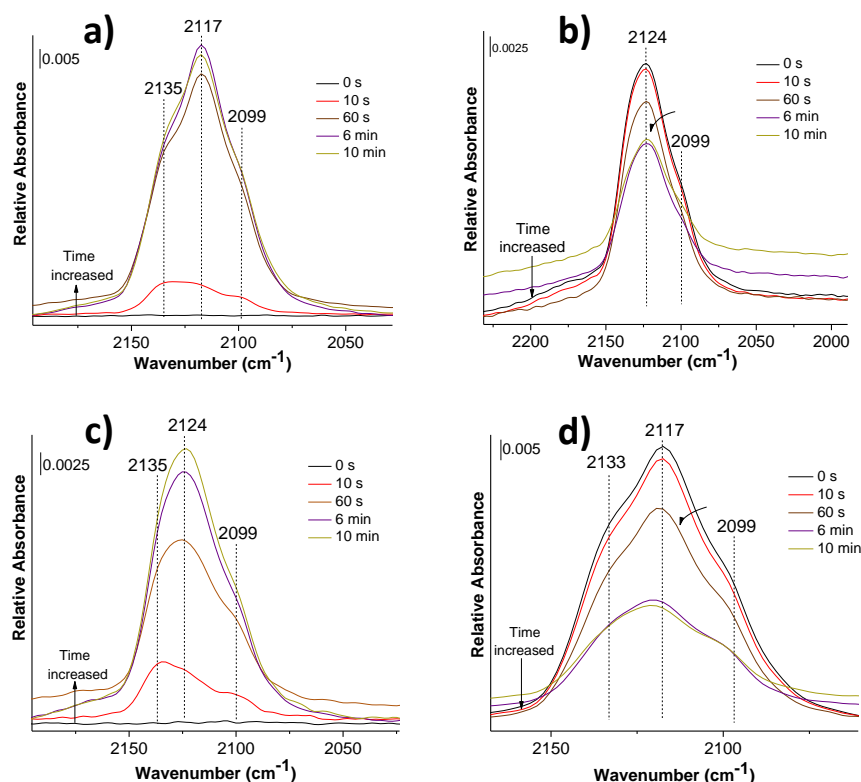 a)
Relative Absorbance
0.005
2117
2135
2099
0 s
10 s
60 s
6 min
10 min
Time
increased
2150
2100
2050
Wavenumber (cm-1)
b)
Relative Absorbance
0.0025
2124
2099
0 s
10 s
60 s
6 min
10 min
Time
increased
2200
2150
2100
2050
2000
Wavenumber (cm-1)
c)
Relative Absorbance
0.0025
2124
2135
2099
0 s
10 s
60 s
6 min
10 min
Time
increased
2150
2100
2050
Wavenumber (cm-1)
d)
Relative Absorbance
0.005
2117
2133
2099
0 s
10 s
60 s
6 min
10 min
Time
increased
2150
2100
Wavenumber (cm-1)